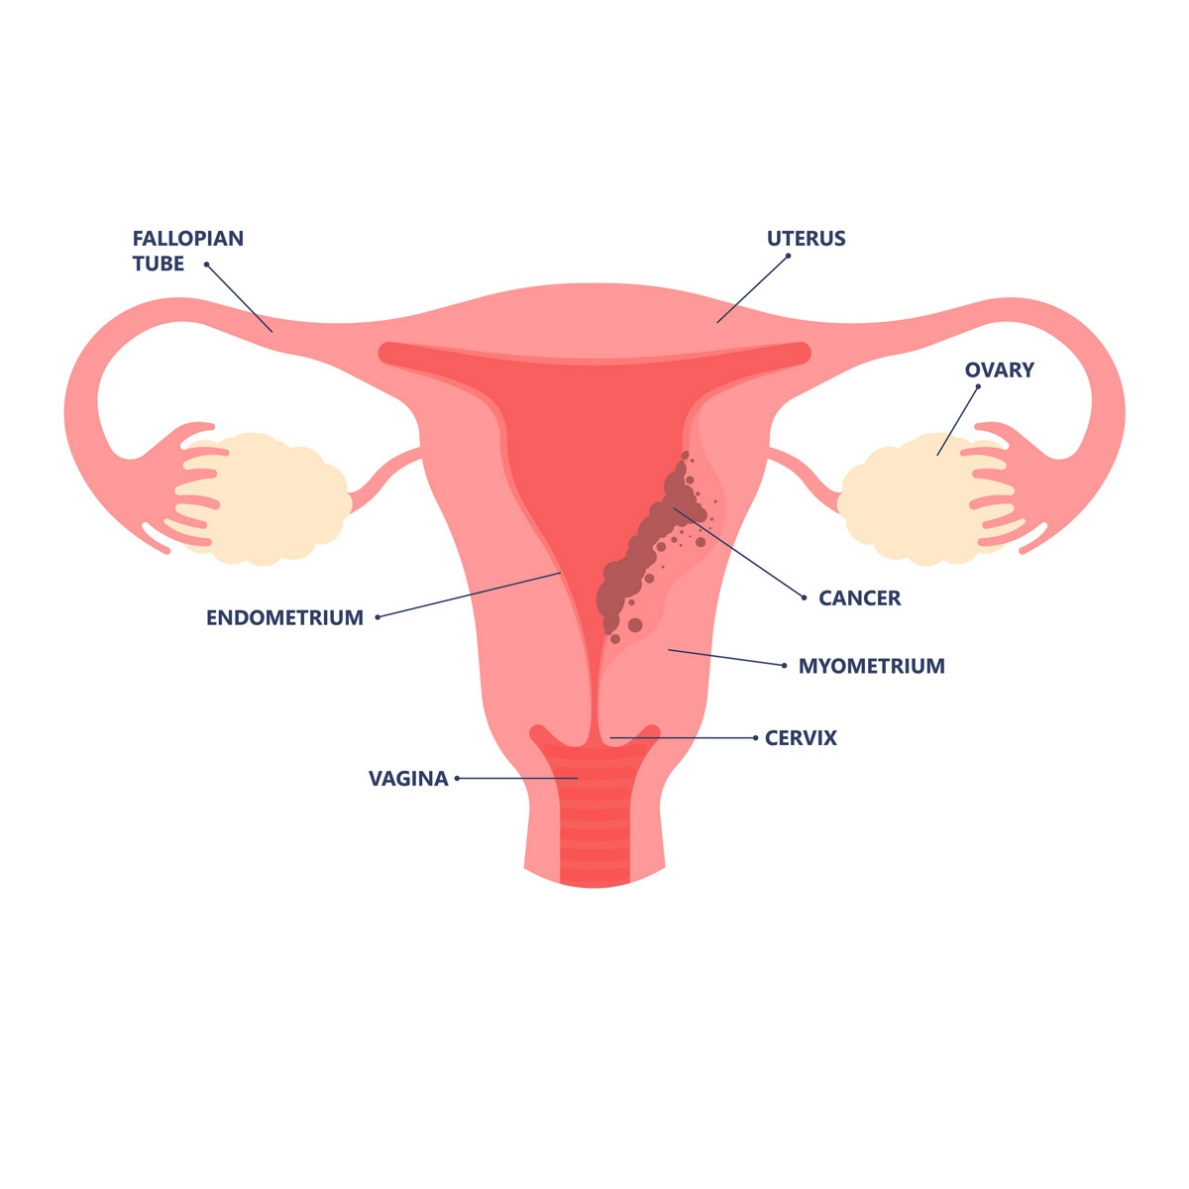 FALLOPIAN
TUBE
UTERUS
OVARY
ENDOMETRIUM
CANCER
MYOMETRIUM
CERVIX
VAGINA